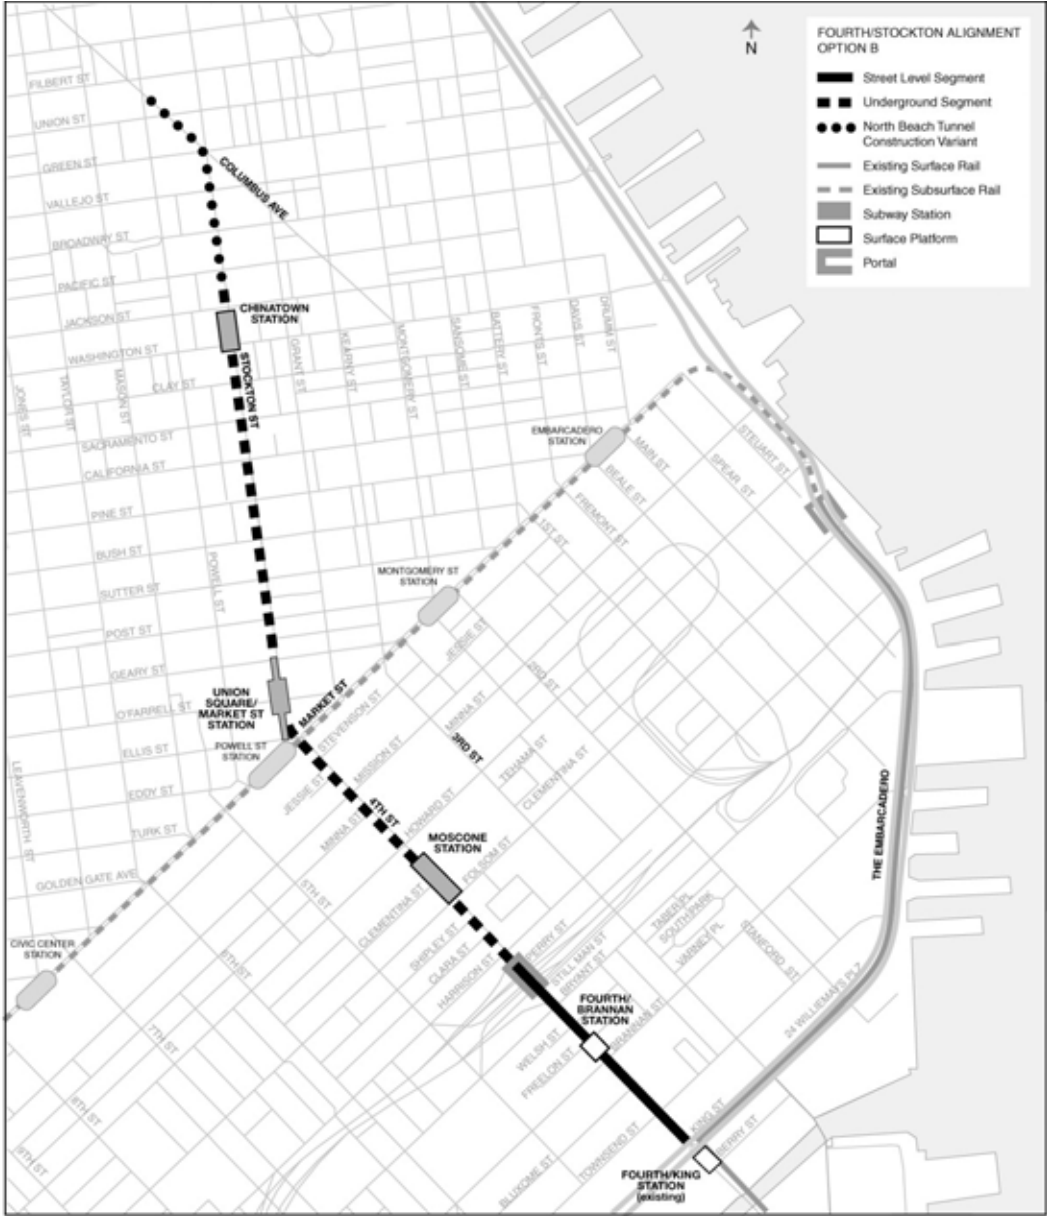 N
FOURTH/STOCKTON ALIGNMENT
OPTION B
Street Level Segment
Underground Segment
North Beach Tunnel
Construction Variant
Existing Surface Rail
Existing Subsurface Rail
Subway Station
Surface Platform
Portal
FILBERT ST
UNION ST
GREEN ST
VALLEJO ST
BROADWAY ST
PACIFIC ST
JACKSON ST
WASHINGTON ST
CLAY ST
SACRAMENTO ST
CALIFORNIA ST
PINE ST
BUSH ST
SUTTER ST
POST ST
GEARY ST
O'FARRELL ST
ELLIS ST
EDDY ST
TURK ST
GOLDEN GATE AVE
COLUMBUS AVE
CHINATOWN
STATION
STOCKTON ST
JONES ST
TAYLOR ST
MASON ST
POWELL ST
LEAVENWORTH ST
GRANT ST
KEARNY ST
MONTGOMERY ST
SANSOME ST
BATTERY ST
FRONTS ST
DAVIS ST
DRUMM ST
EMBARCADERO
STATION
MAIN ST
BEALE ST
FREMONT ST
1ST ST
STEUART ST
SPEAR ST
MONTGOMERY ST
STATION
JESSIE ST
2RD ST
UNION
SQUARE/
MARKET ST
STATION
POWELL ST
STATION
MARKET ST
STEVENSON ST
JESSIE ST
MISSION ST
MINNA ST
MINNA ST
3RD ST
TEHAMA ST
CLEMENTINA ST
4TH ST
HOWARD ST
MOSCONE
STATION
FOLSOM ST
CLEMENTINA ST
SHIPLEY ST
CLARA ST
HARRISON ST
5TH ST
6TH ST
7TH ST
8TH ST
9TH ST
CIVIC CENTER
STATION
PERRY ST
STILL MAN ST
BRYANT ST
TABER PL
SOUTH PARK
VARNEY PL
STANFORD ST
THE EMBARCADERO
24 WILLIEMAYS PLZ
FOURTH/
BRANNAN
STATION
BRANNAN ST
WELSH ST
FREELON ST
BLUXOME ST
TOWNSEND ST
KING ST
BERRY ST
FOURTH/KING
STATION
(existing)